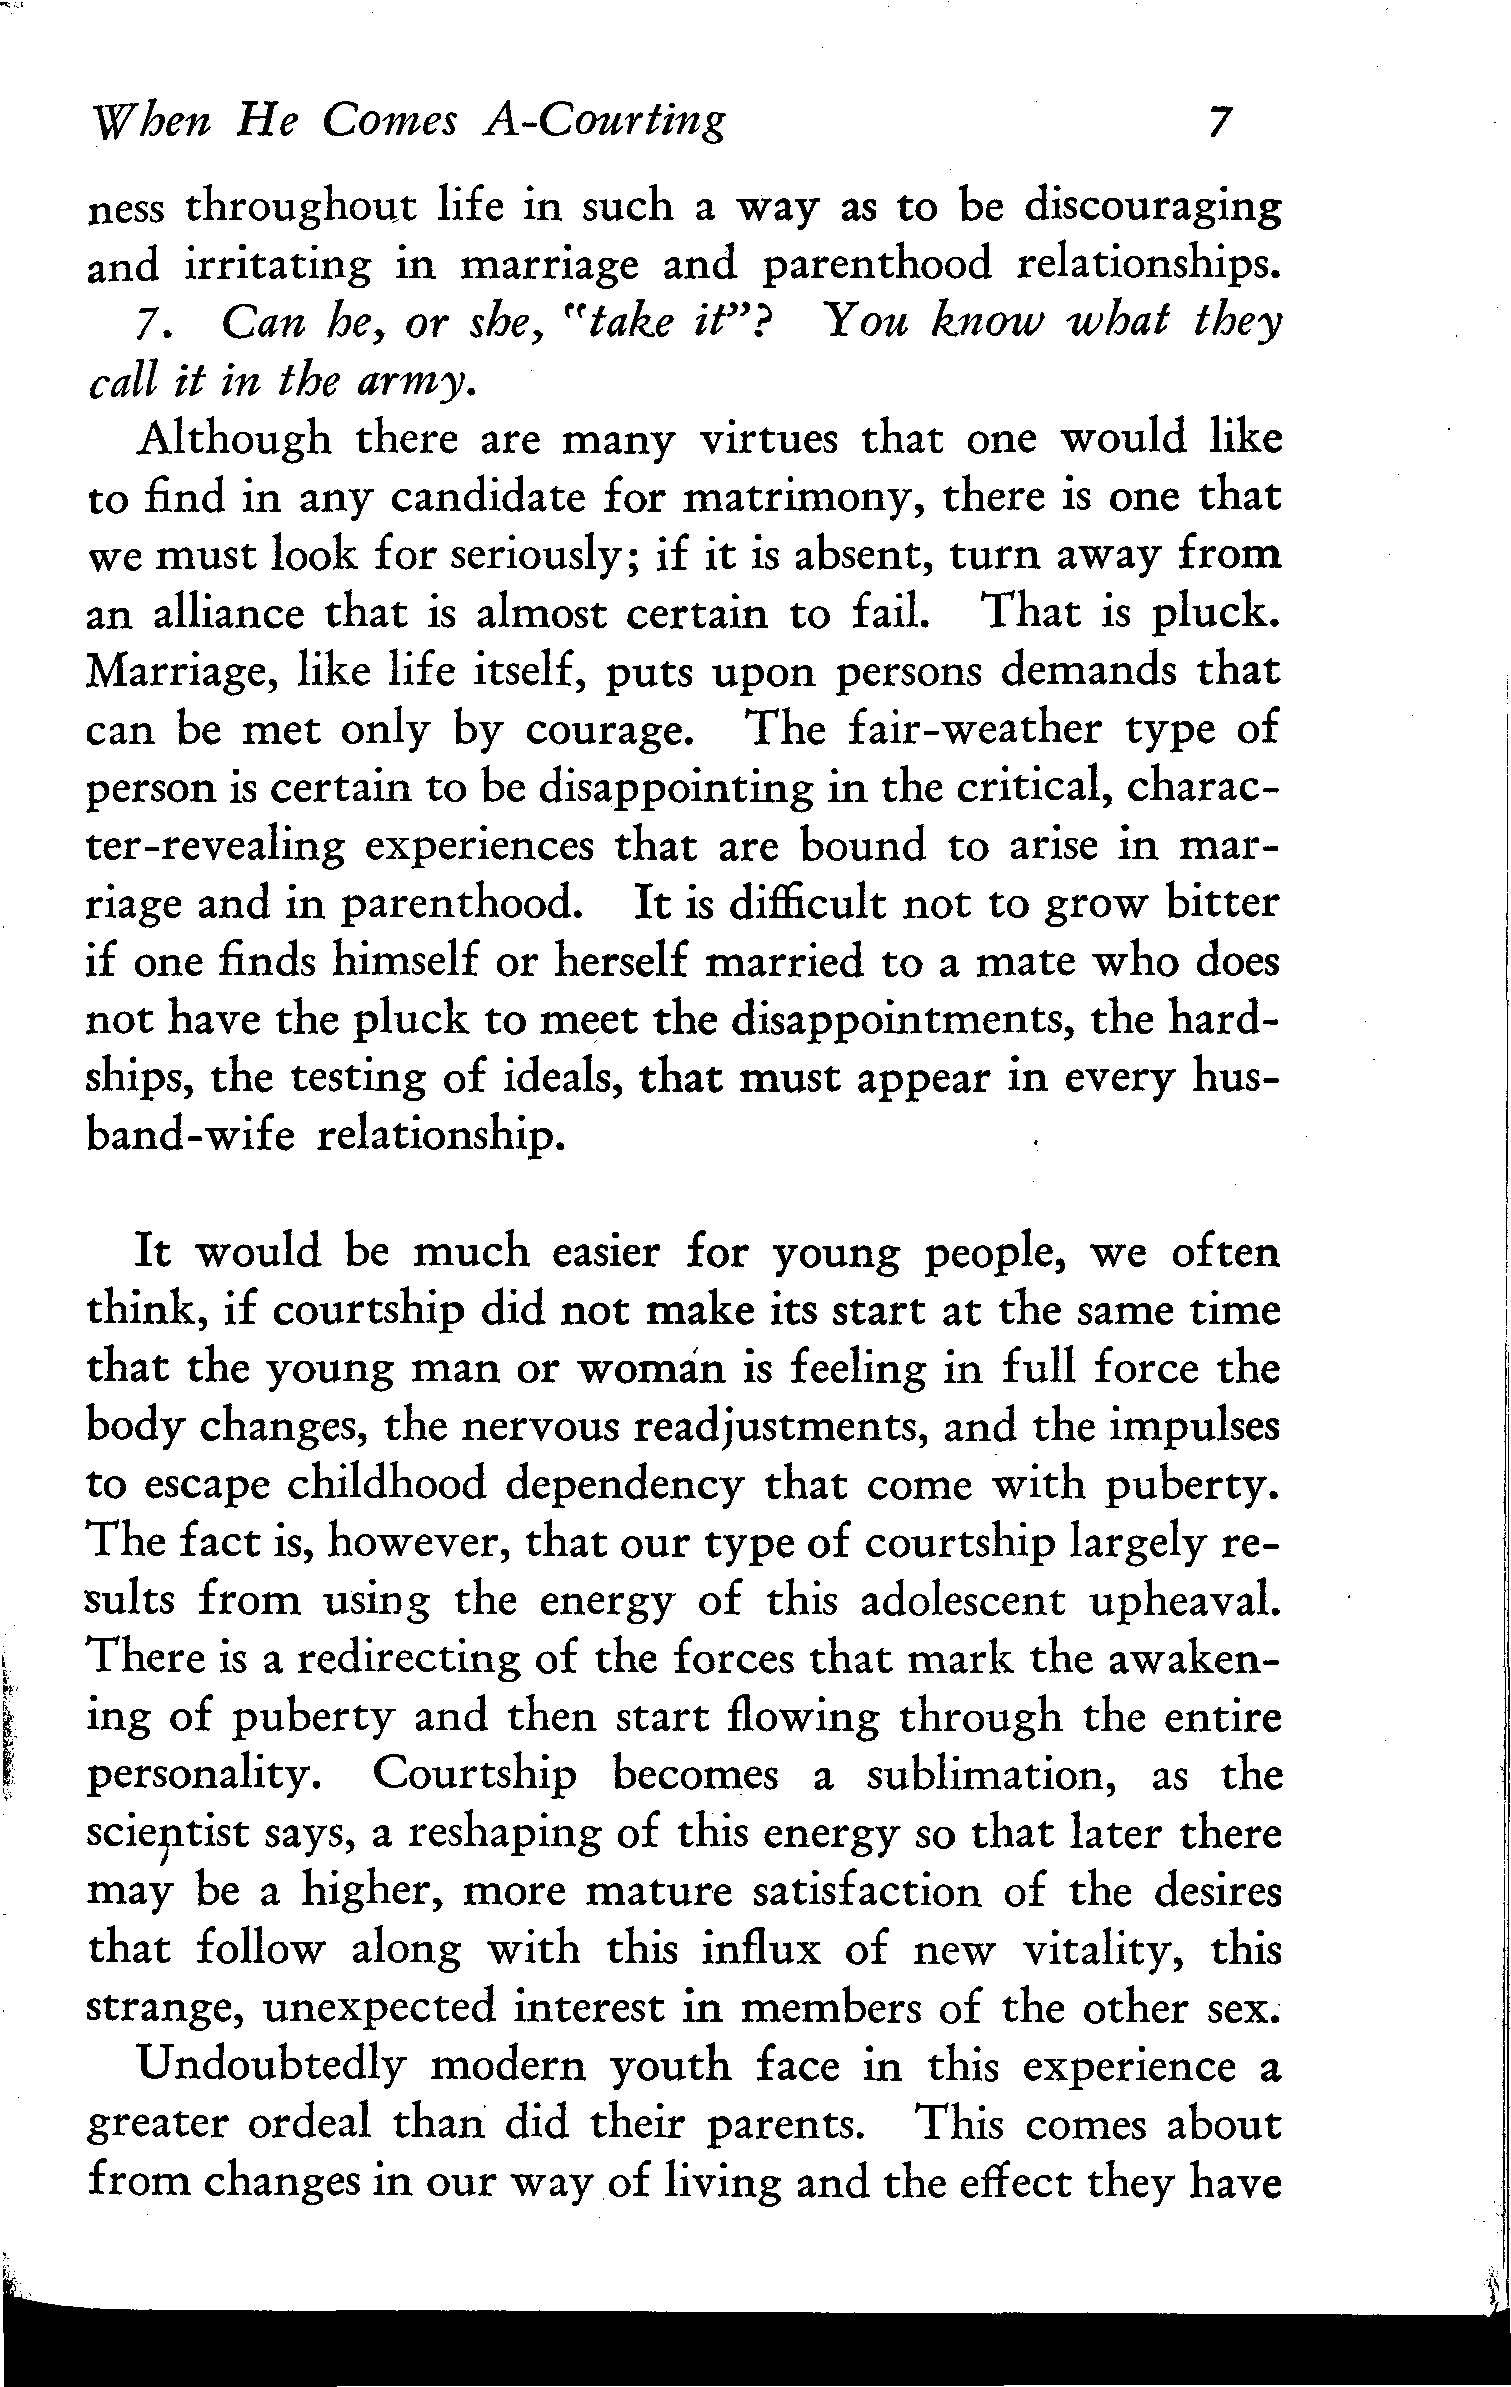 When He Comes A-Courting 7
ness throughout life in such a way as to be discouraging
and irritating in marriage and parenthood relationships.
7. Can he, or she, "take it"? You know what they
call it in the army.
Although there are many virtues that one would like
to find in any candidate for matrimony, there is one that
we must look for seriously; if it is absent, turn away from
an alliance that is almost certain to fail. That is pluck.
Marriage, like life itself, puts upon persons demands that
can be met only by courage. The fair-weather type of
person is certain to be disappointing in the critical, charac-
ter-revealing experiences that are bound to arise in mar-
riage and in parenthood. It is difficult not to grow bitter
if one finds himself or herself married to a mate who does
not have the pluck to meet the disappointments, the hard-
ships, the testing of ideals, that must appear in every hus-
band-wife relationship.
It would be much easier for young people, we often
think, if courtship did not make its start at the same time
that the young man or woman is feeling in full force the
body changes, the nervous readjustments, and the impulses
to escape childhood dependency that come with puberty.
The fact is, however, that our type of courtship largely re-
sults from using the energy of this adolescent upheaval.
There is a redirecting of the forces that mark the awaken-
ing of puberty and then start flowing through the entire
personality. Courtship becomes a sublimation, as the
scientist says, a reshaping of this energy so that later there
may be a higher, more mature satisfaction of the desires
that follow along with this influx of new vitality, this
strange, unexpected interest in members of the other sex.
Undoubtedly modern youth face in this experience a
greater ordeal than did their parents. This comes about
from changes in our way of living and the effect they have